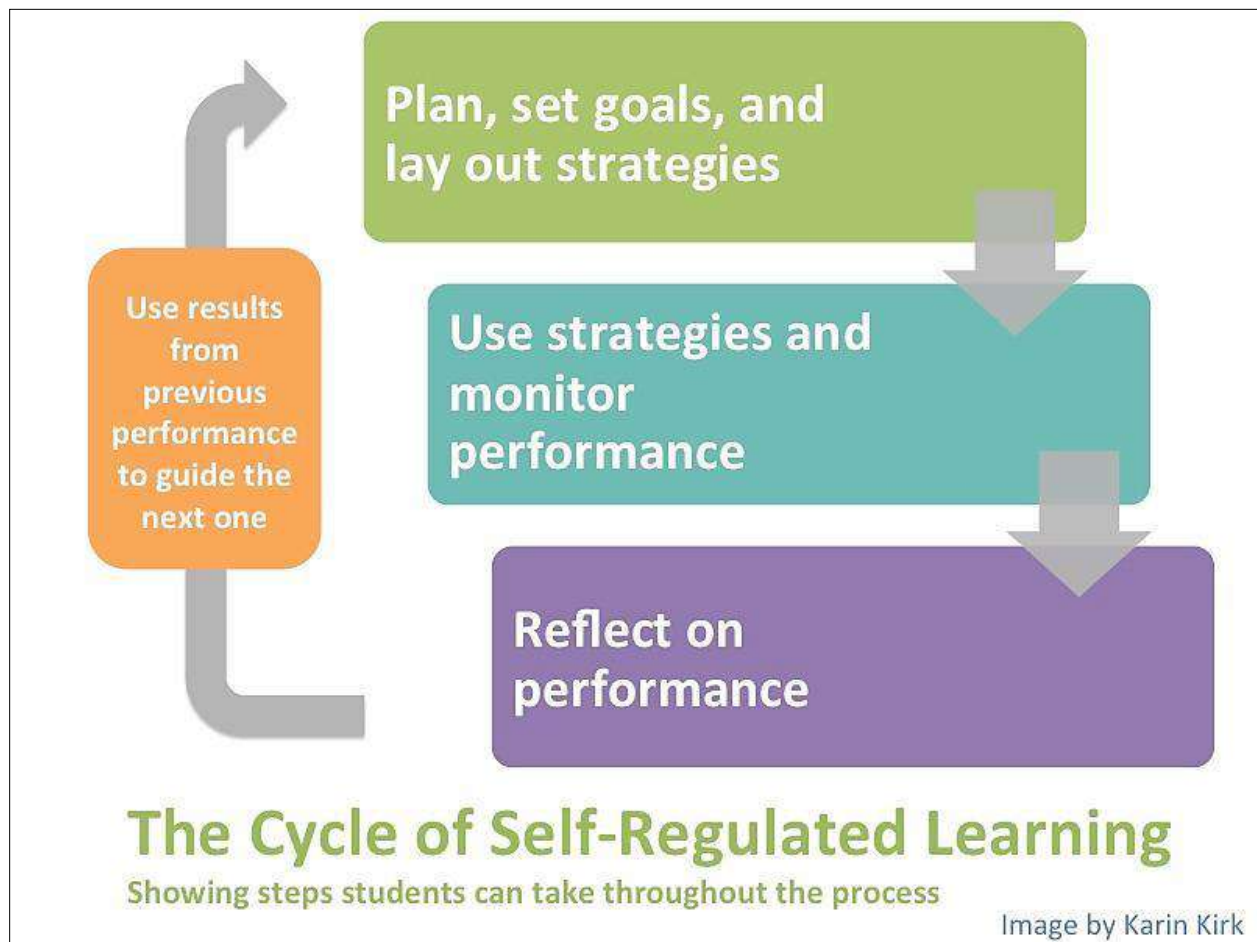 Plan, set goals, and
lay out strategies
Use strategies and
monitor
performance
Reflect on
performance
Use results
from
previous
performance
to guide the
next one
The Cycle of Self-Regulated Learning
Showing steps students can take throughout the process
Image by Karin Kirk